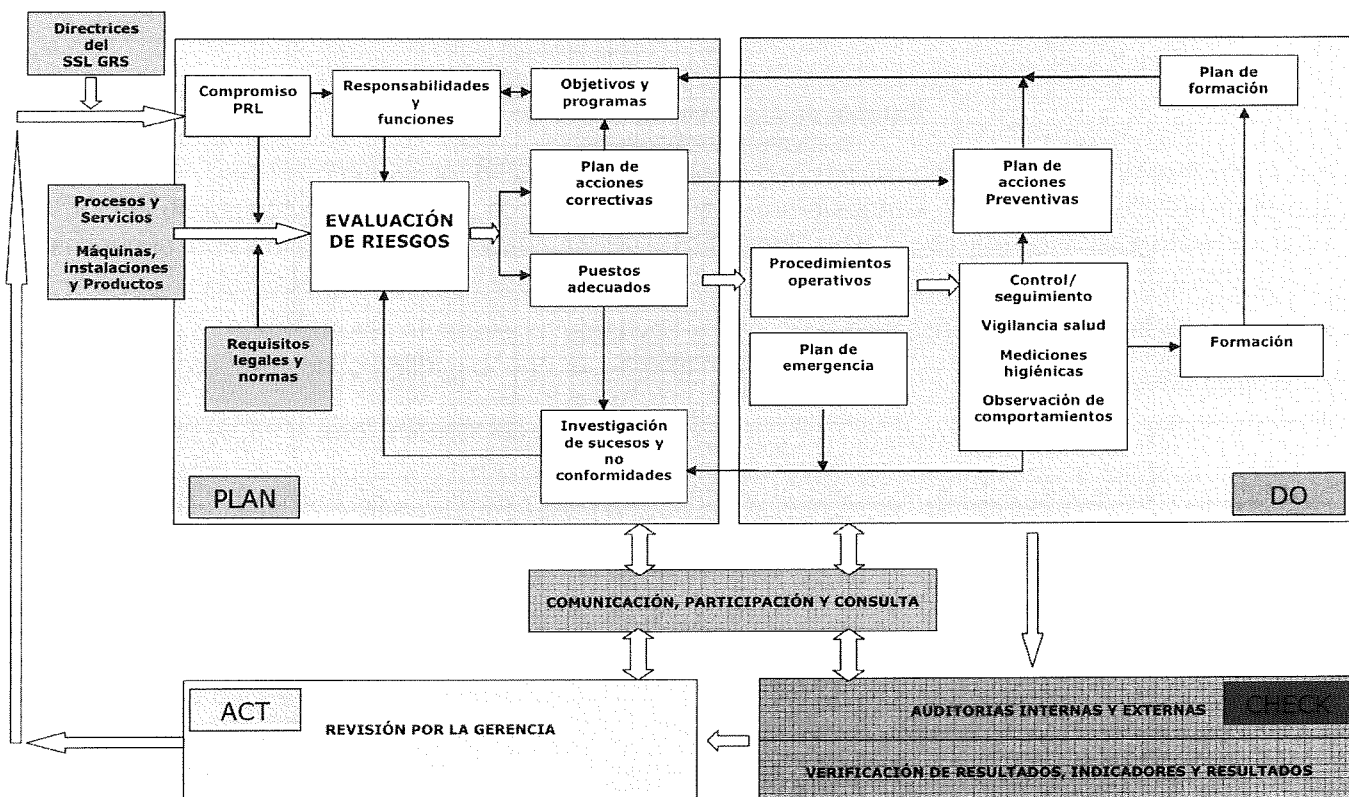 Directrices
del
SSL GRS
Compromiso
PRL
Responsabilidades
y
funciones
Objetivos y
programas
Plan de
formación
Procesos y
Servicios
Máquinas,
instalaciones
y Productos
EVALUACIÓN
DE RIESGOS
Plan de
acciones
correctivas
Plan de
acciones
Preventivas
Puestos
adecuados
Procedimientos
operativos
Control/
seguimiento
Vigilancia salud
Mediciones
higiénicas
Observación de
comportamientos
Formación
Requisitos
legales y
normas
Plan de
emergencia
Investigación
de sucesos y
no
conformidades
PLAN
DO
COMUNICACIÓN, PARTICIPACIÓN Y CONSULTA
ACT
REVISIÓN POR LA GERENCIA
AUDITORIAS INTERNAS Y EXTERNAS
CHECK
VERIFICACIÓN DE RESULTADOS, INDICADORES Y RESULTADOS